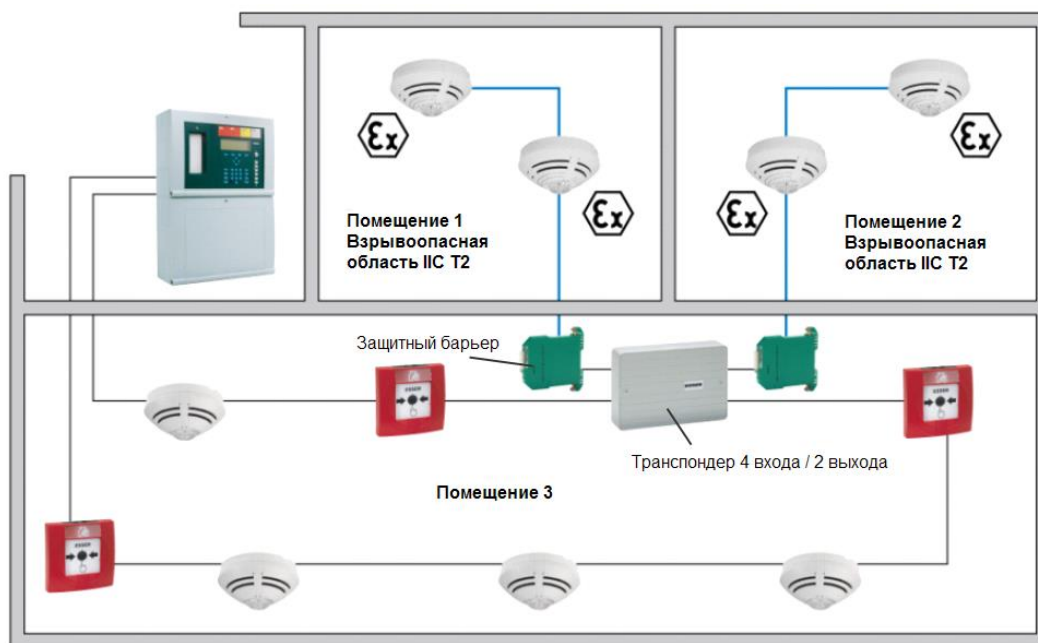 Помещение 1
Взрывоопасная
область IIC T2
Помещение 2
Взрывоопасная
область IIC T2
Защитный барьер
Транспондер 4 входа / 2 выхода
Помещение 3